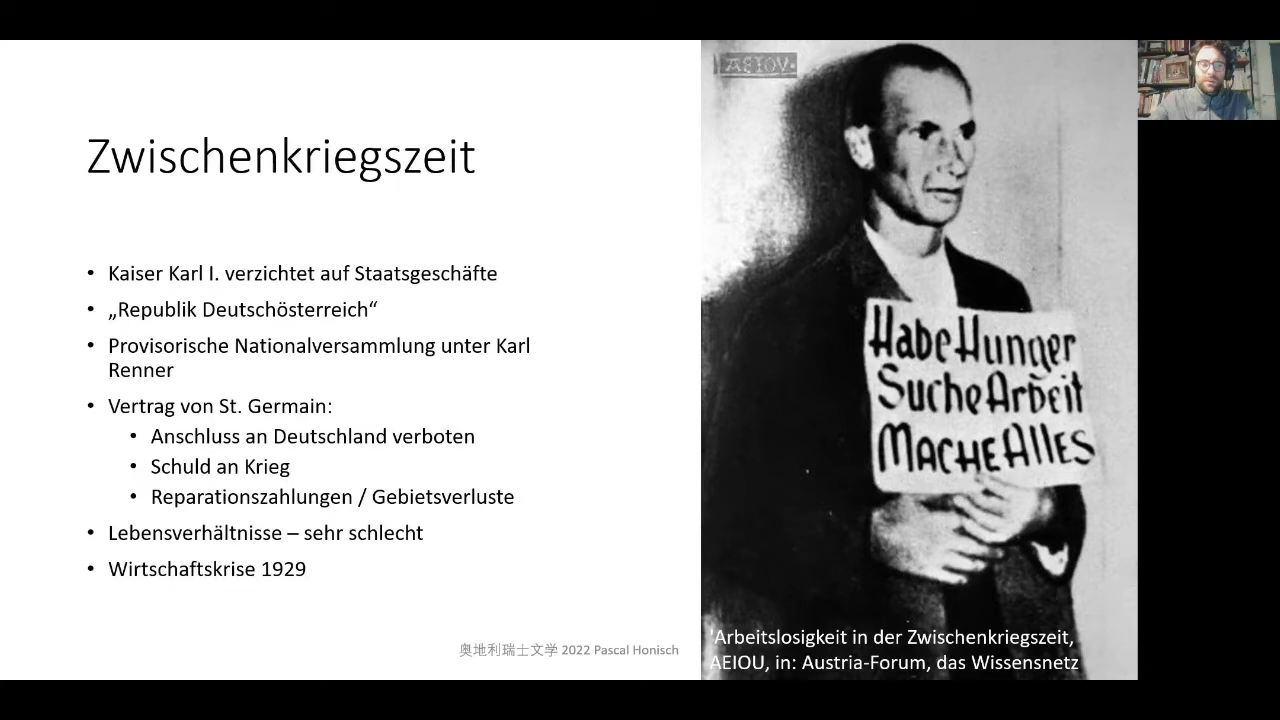 Zwischenkriegszeit
• Kaiser Karl I. verzichtet auf Staatsgeschäfte
• „Republik Deutschösterreich“
• Provisorische Nationalversammlung unter Karl
Renner
• Vertrag von St. Germain:
• Anschluss an Deutschland verboten
• Schuld an Krieg
• Reparationszahlungen / Gebietsverluste
• Lebensverhältnisse – sehr schlecht
• Wirtschaftskrise 1929
奥地利瑞士文学 2022 Pascal Honisch
AEIOU.
Habe Hunger
Suche Arbeit
Mache Alles
'Arbeitslosigkeit in der Zwischenkriegszeit,
AEIOU, in: Austria-Forum, das Wissensnetz